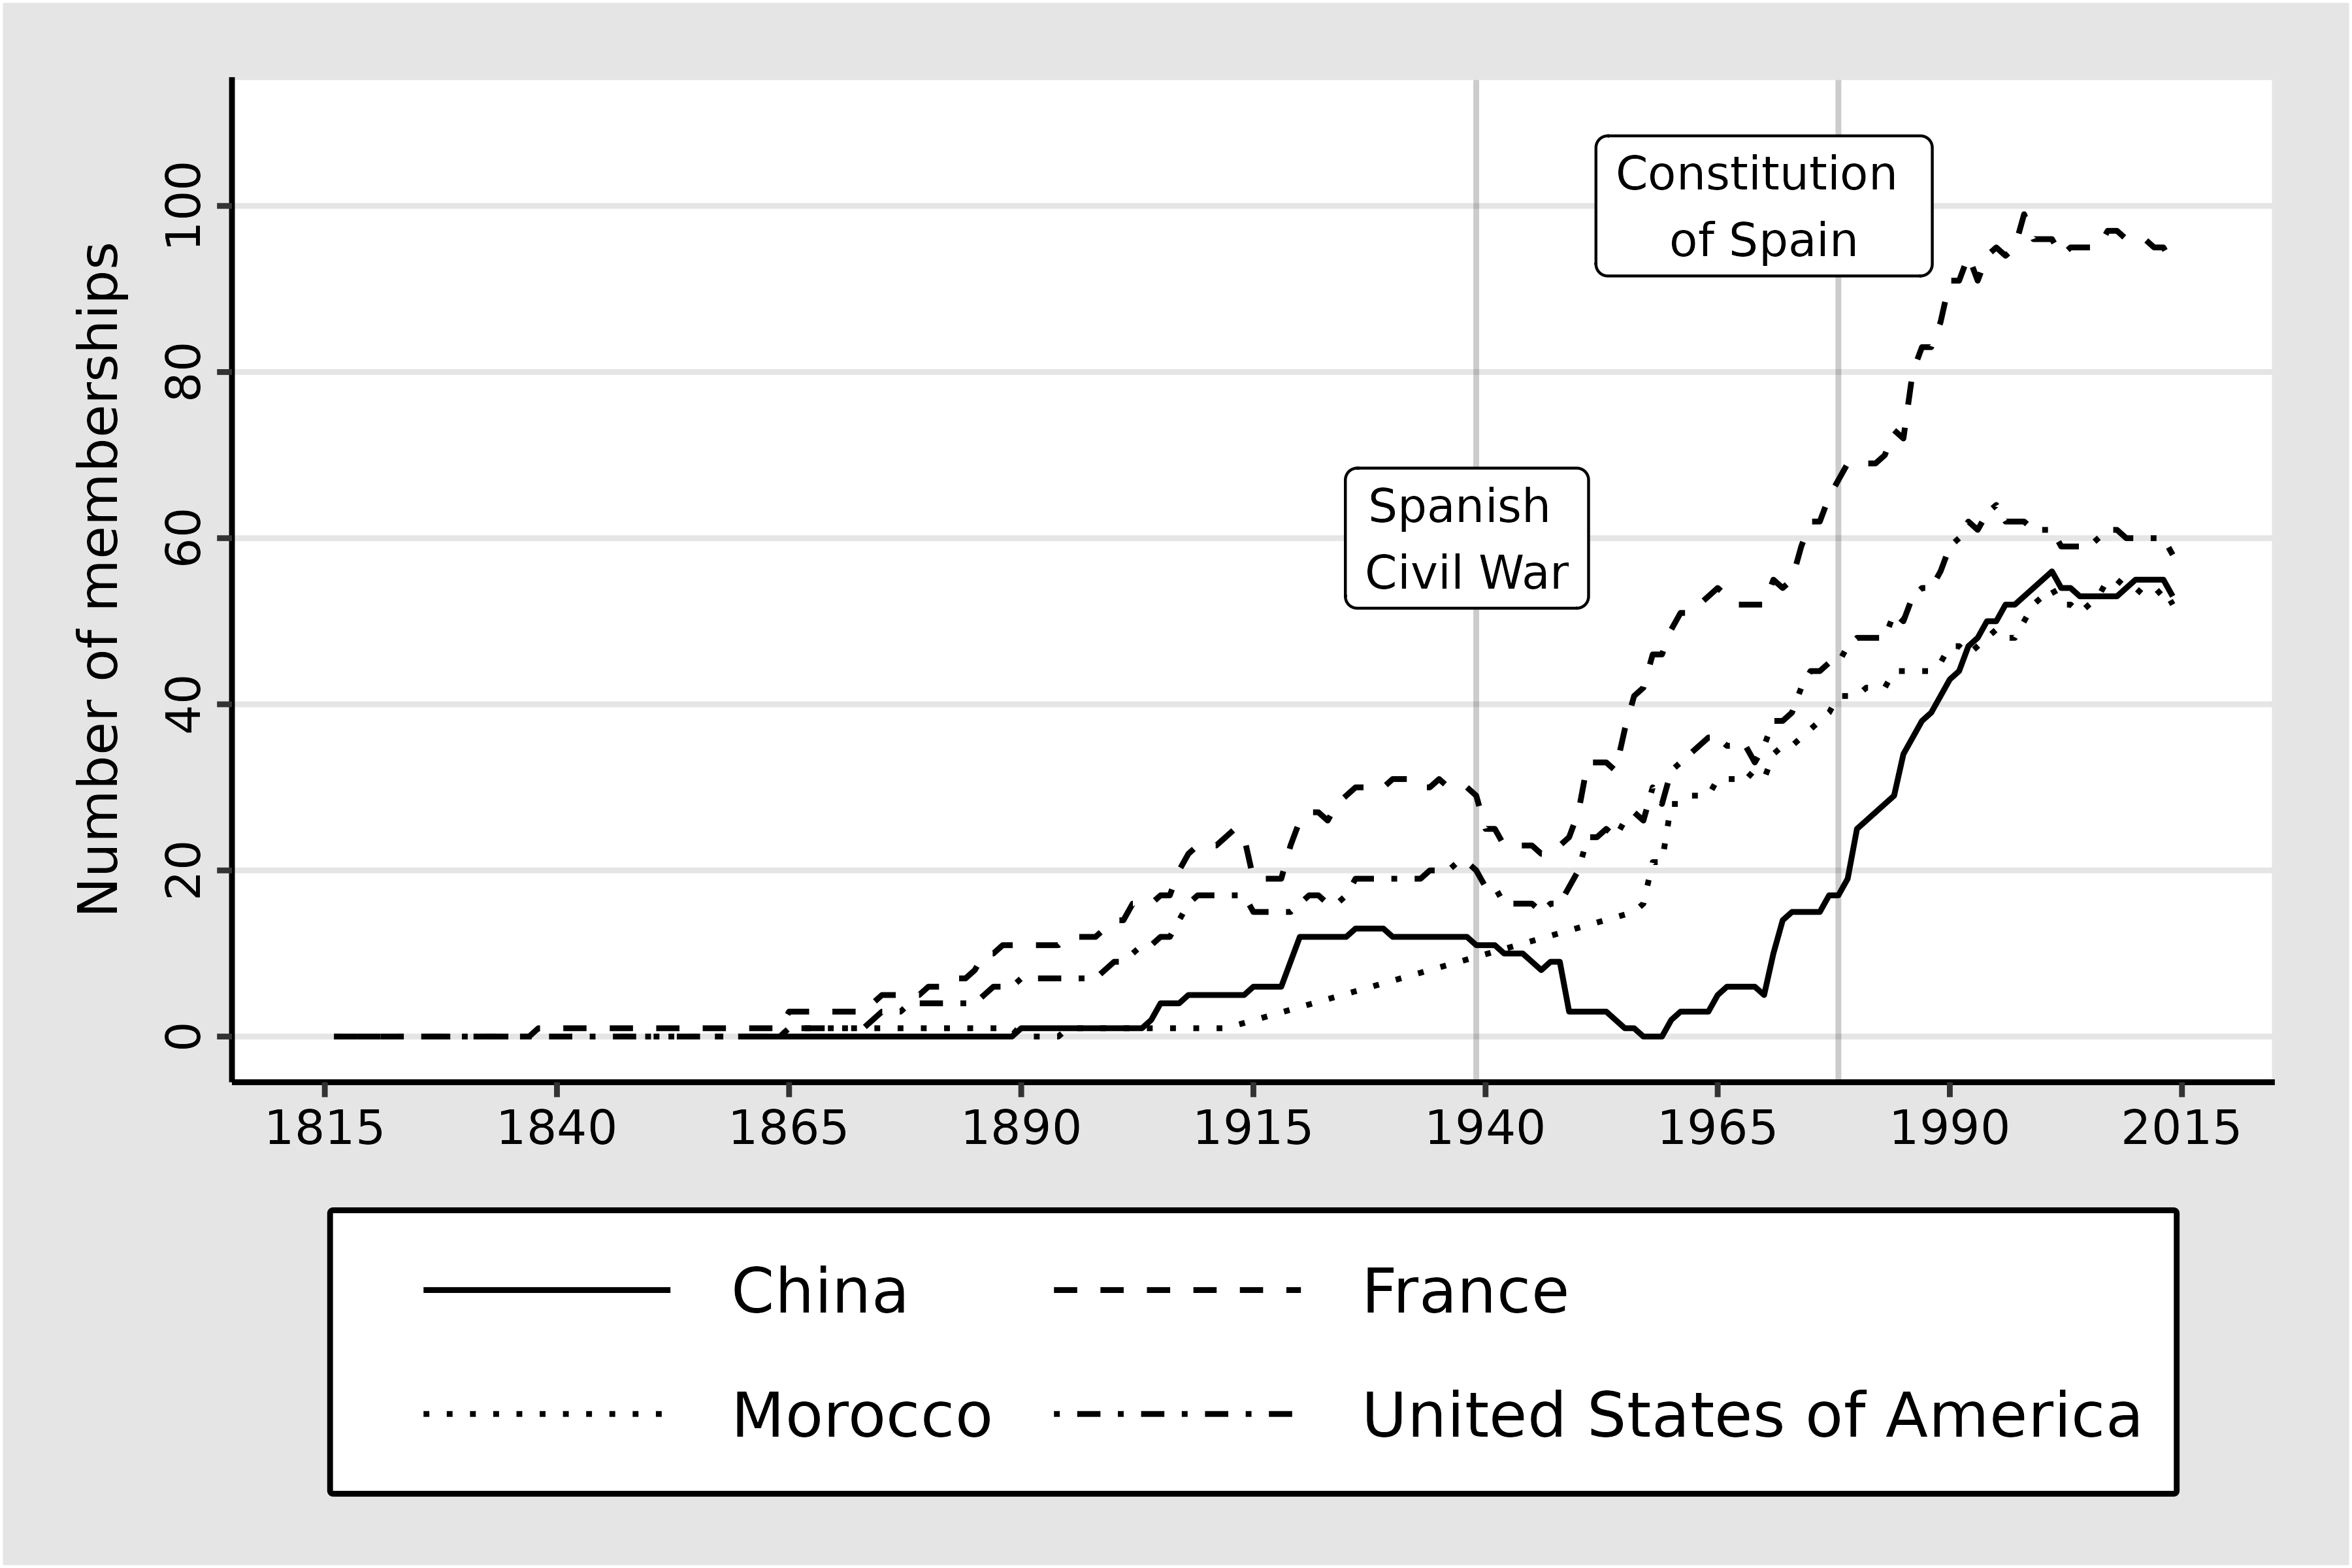 Number of memberships
100
80
60
40
20
0
Constitution
of Spain
Spanish
Civil War
1815 1840 1865 1890 1915 1940 1965 1990 2015
China France
Morocco United States of America